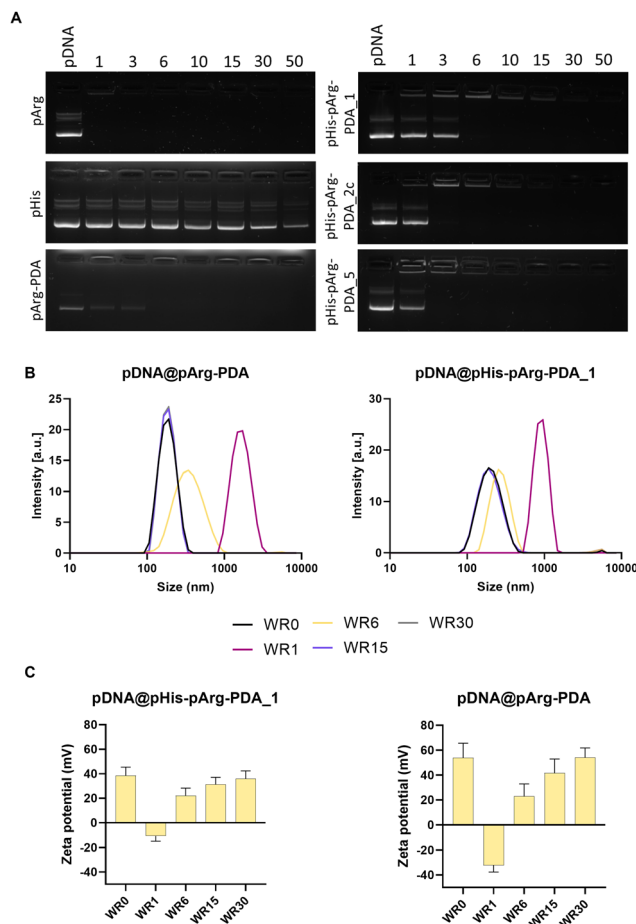 A
pDNA 1 3 6 10 15 30 50
pArg
pHis
pArg-PDA
pDNA 1 3 6 10 15 30 50
pHis-pArg-
PDA_1
pHis-pArg-
PDA_2c
pHis-pArg-
PDA_5
B
pDNA@pArg-PDA
Intensity [a.u.]
25
20
15
10
5
0
10 100 1000 10000
Size (nm)
pDNA@pHis-pArg-PDA_1
Intensity [a.u.]
30
20
10
0
10 100 1000 10000
Size (nm)
WR0 WR6 WR30
WR1 WR15
C
pDNA@pHis-pArg-PDA_1
Zeta potential (mV)
80
60
40
20
0
-20
-40
WR0 WR1 WR6 WR15 WR30
pDNA@pArg-PDA
Zeta potential (mV)
80
60
40
20
0
-20
-40
WR0 WR1 WR6 WR15 WR30